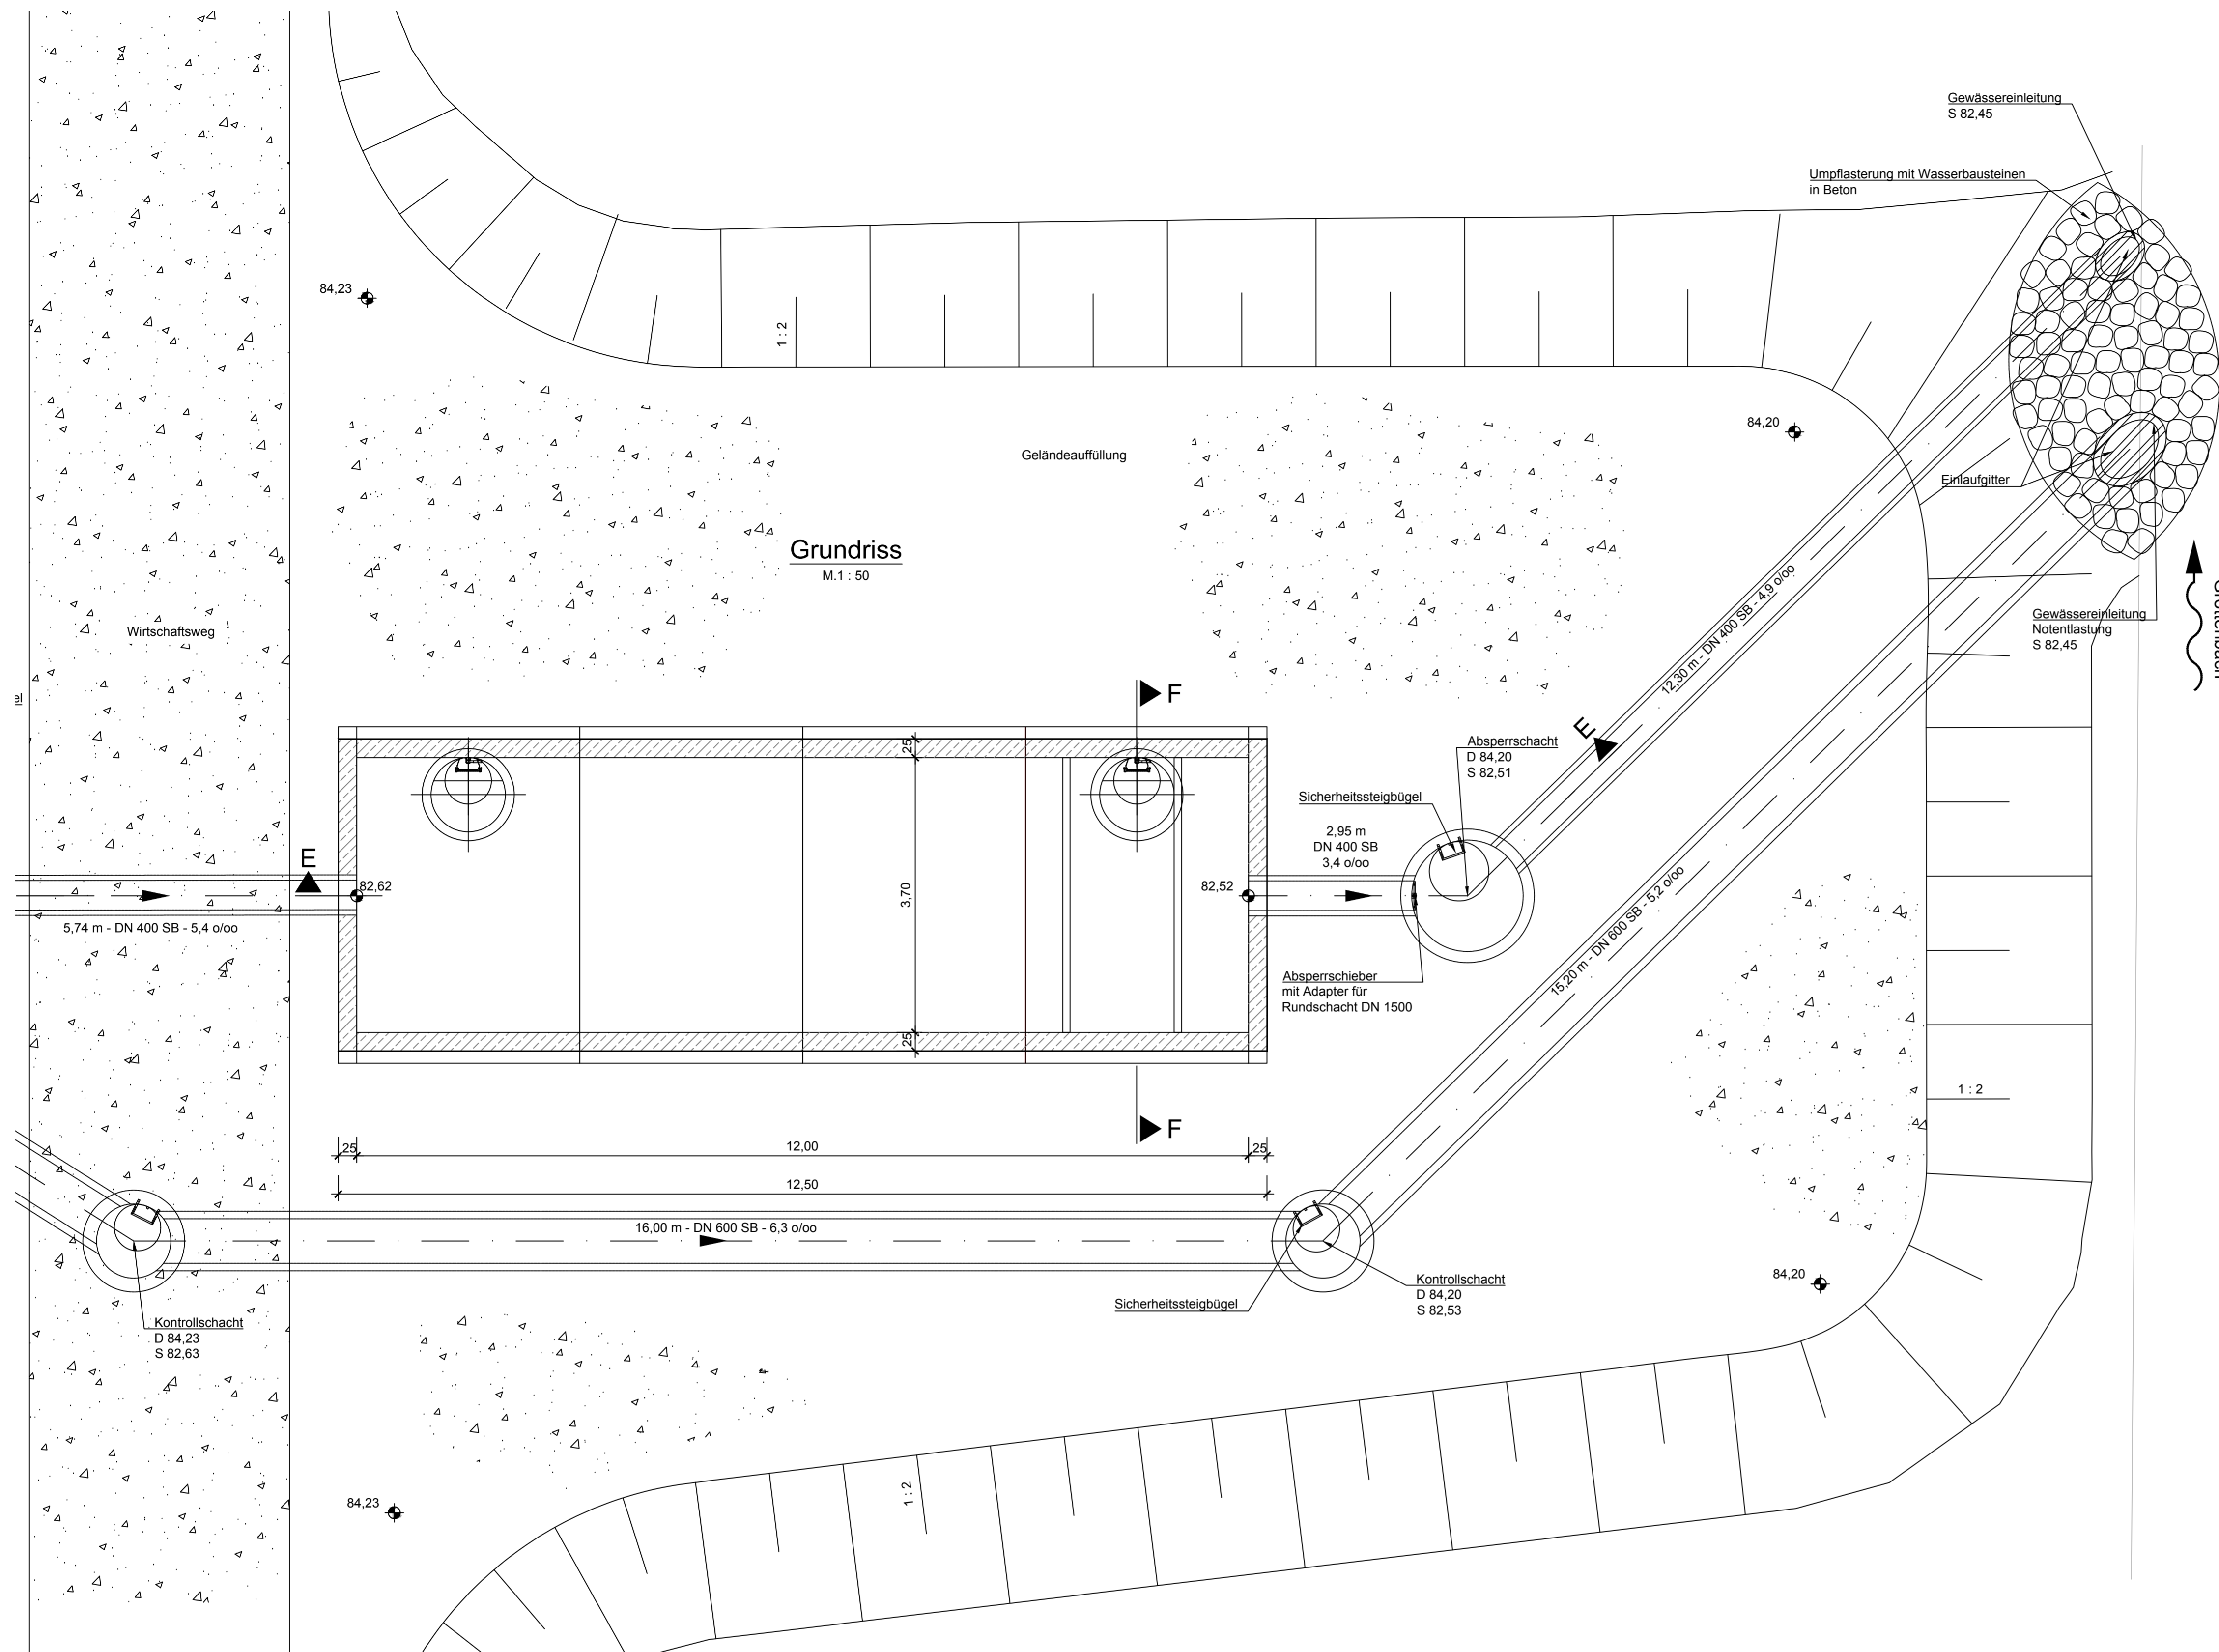 Gewässereinleitung
S 82,45
Umpflasterung mit Wasserbausteinen
in Beton
84,23
1 : 2
84,20
Geländeauffüllung
Einlaufgitter
Grundriss
M.1 : 50
12,30 m - DN 400 SB - 4,9 o/oo
Gewässereinleitung
Notentlastung
S 82,45
Wirtschaftsweg
el
F
E
25
Absperrschacht
D 84,20
S 82,51
Sicherheitssteigbügel
2,95 m
DN 400 SB
3,4 o/oo
E
82,62
3,70
82,52
5,74 m - DN 400 SB - 5,4 o/oo
15,20 m - DN 600 SB - 5,2 o/oo
Absperrschieber
mit Adapter für
Rundschacht DN 1500
25
1 : 2
F
25
12,00
25
12,50
16,00 m - DN 600 SB - 6,3 o/oo
84,20
Kontrollschacht
D 84,20
S 82,53
Sicherheitssteigbügel
Kontrollschacht
D 84,23
S 82,63
1 : 2
84,23